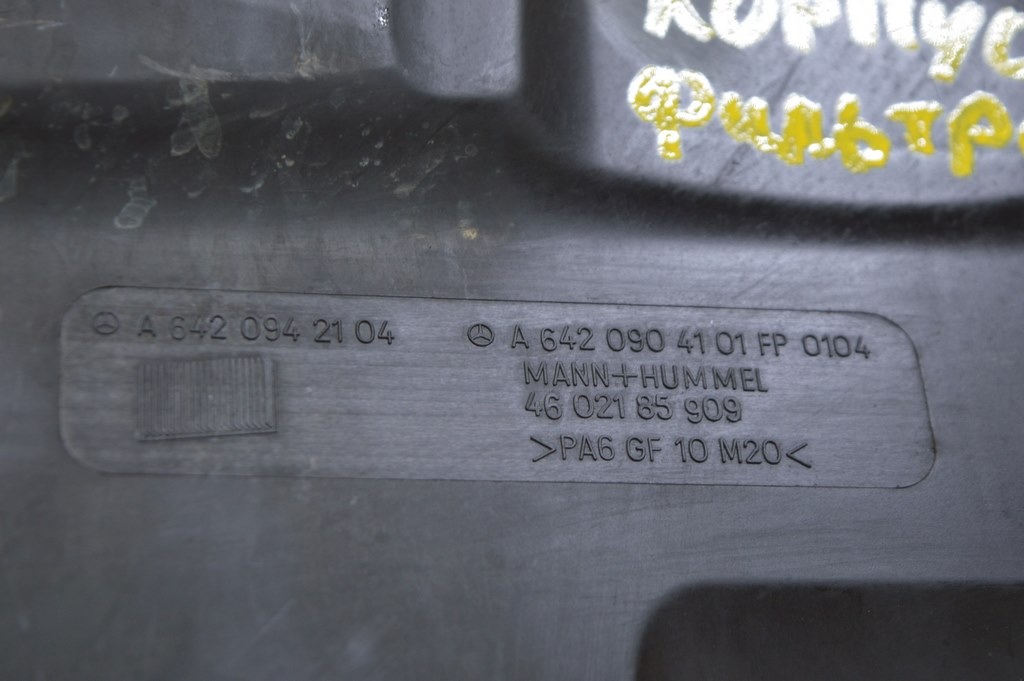 корпус
фильтра
A 642 094 21 04
A 642 090 41 01 FP 0104
MANN+HUMMEL
46 021 85 909
>PA6 GF 10 M20<